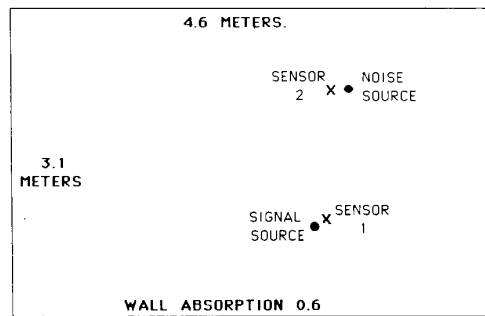 4.6 METERS.
SENSOR
2
NOISE
SOURCE
3.1
METERS
SIGNAL
SOURCE
SENSOR
1
WALL ABSORPTION 0.6